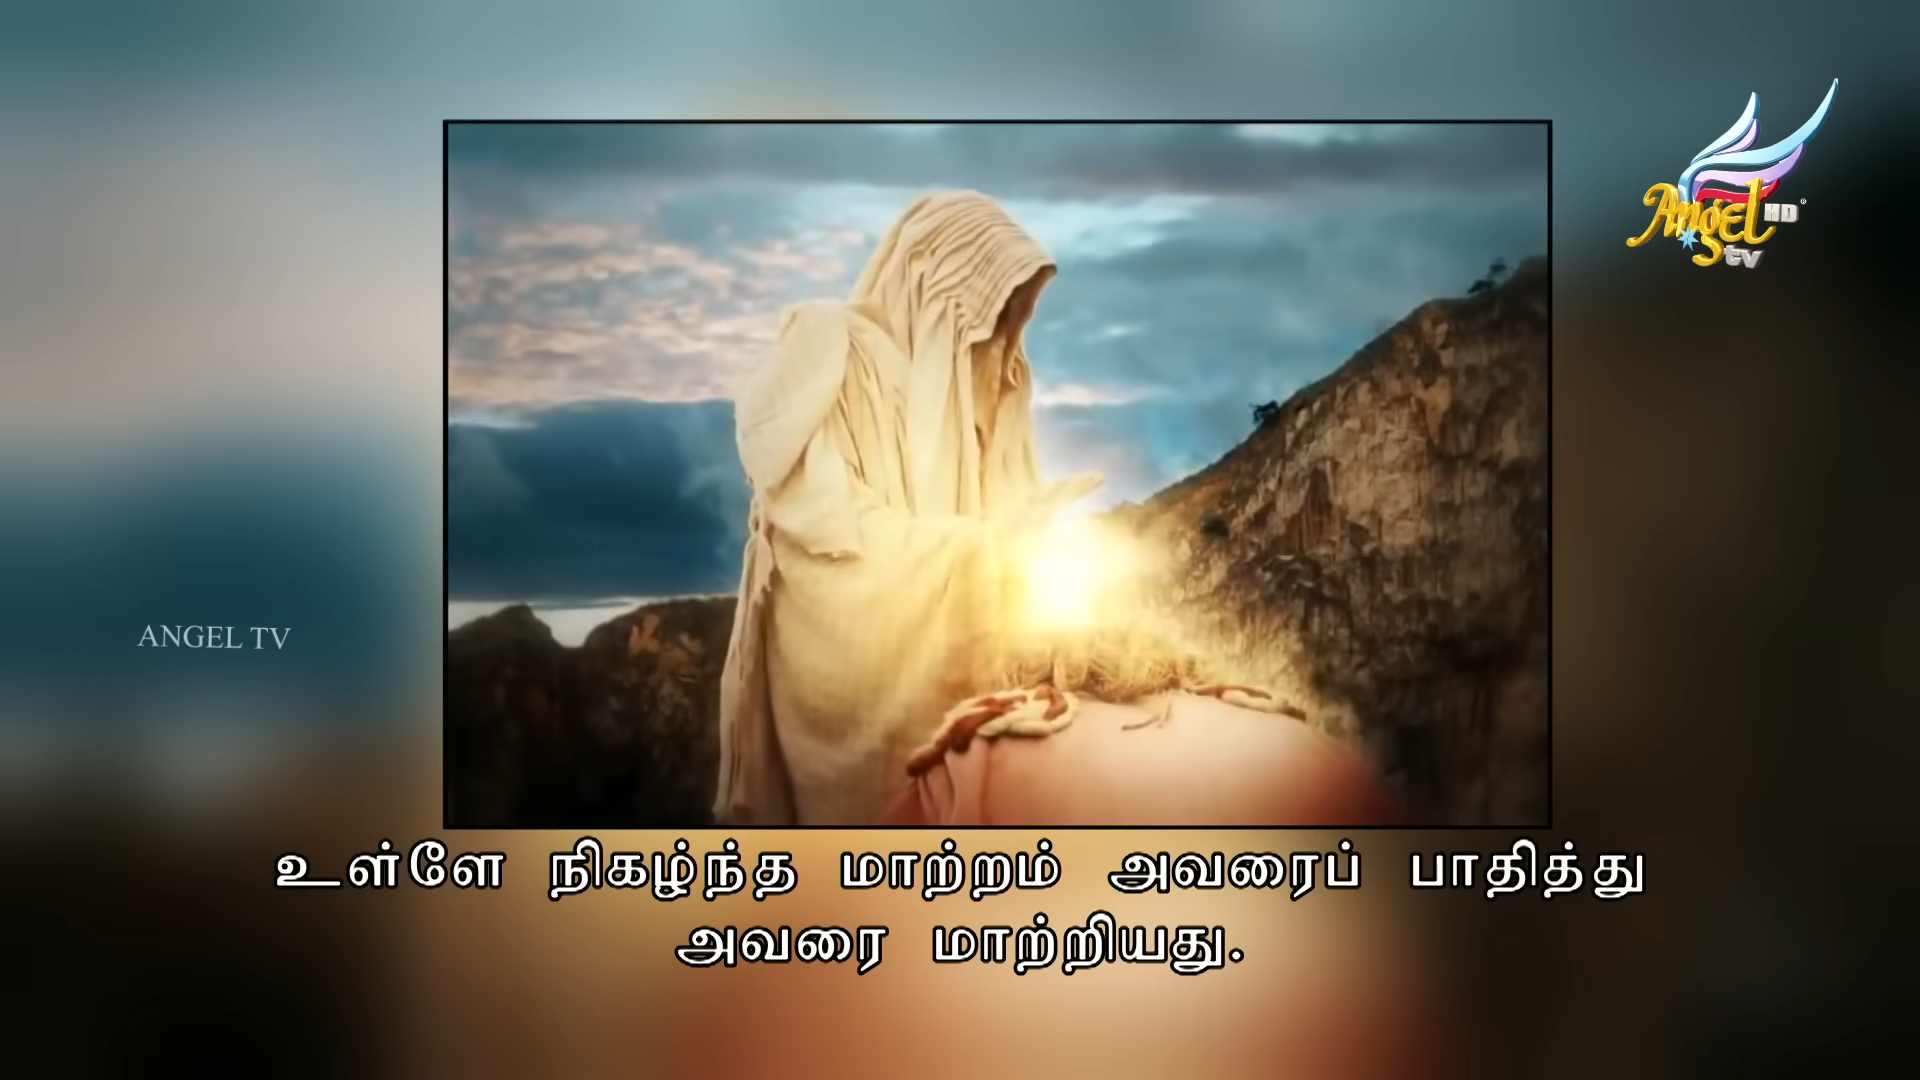 Angel HD
tv
ANGEL TV
உள்ளே நிகழ்ந்த மாற்றம் அவரைப் பாதித்து
அவரை மாற்றியது.